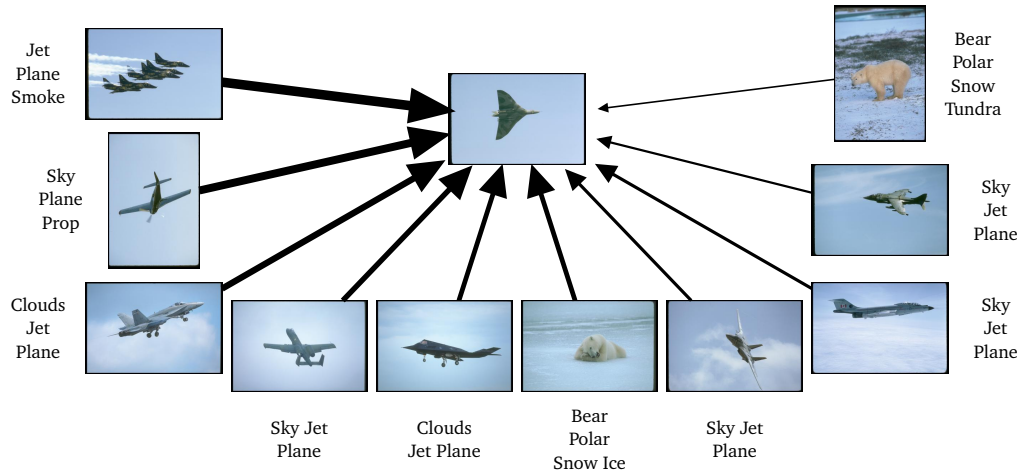 Jet
Plane
Smoke
Sky
Plane
Prop
Clouds
Jet
Plane
Sky Jet
Plane
Clouds
Jet Plane
Bear
Polar
Snow Ice
Sky Jet
Plane
Sky
Jet
Plane
Sky
Jet
Plane
Bear
Polar
Snow
Tundra